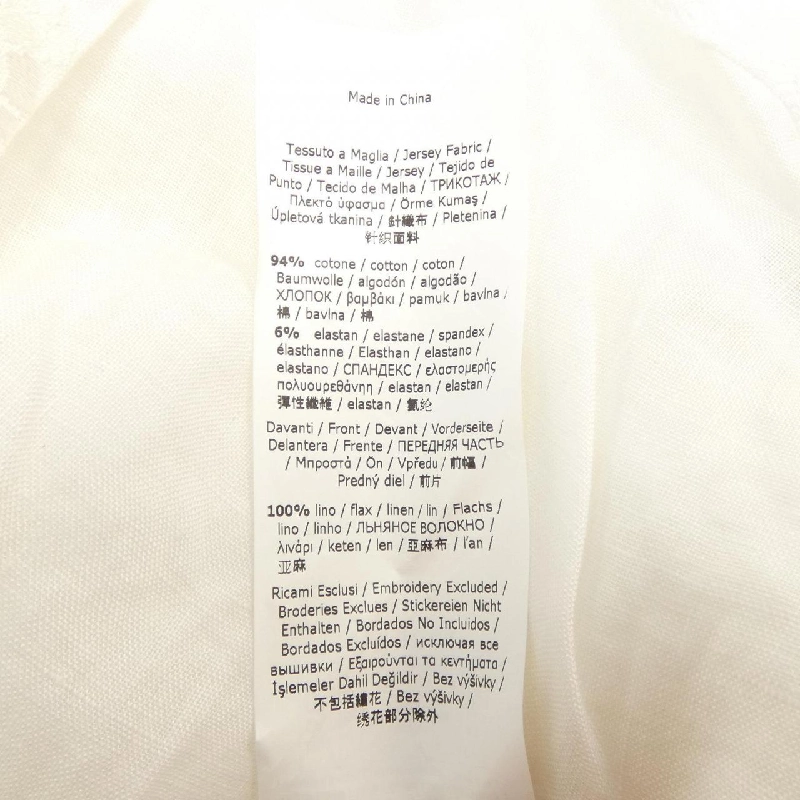 Made in China
Tessuto a Maglia / Jersey Fabric /
Tissue a Maille / Jersey / Tejido de
Punto / Tecido de Malha / ТРИКОТАЖ /
Πλεκτό ύφασμα / Örme Kumaş /
Úpletová tkanina / 針織布 / Pletenina /
针织面料
94% cotone / cotton / coton /
Baumwolle / algodón / algodão /
ХЛОПОК / βαμβάκι / pamuk / bavlna /
棉 / bavlna / 棉
6% elastan / elastane / spandex /
élasthanne / Elasthan / elastano /
elastano / СПАНДЕКС / ελαστομερής
πολυουρεθάνη / elastan / elastan /
彈性纖維 / elastan / 氨纶
Davanti / Front / Devant / Vorderseite /
Delantera / Frente / ПЕРЕДНЯЯ ЧАСТЬ
/ Μπροστά / Ön / Vpředu / 前幅 /
Predný diel / 前片
100% lino / flax / linen / lin / Flachs /
lino / linho / ЛЬНЯНОЕ ВОЛОКНО /
λινάρι / keten / len / 亞麻布 / ľan /
亚麻
Ricami Esclusi / Embroidery Excluded /
Broderies Exclues / Stickereien Nicht
Enthalten / Bordados No Incluidos /
Bordados Excluídos / исключая все
вышивки / Εξαιρούνται τα κεντήματα /
İşlemeler Dahil Değildir / Bez výšivky /
不包括繡花 / Bez výšivky /
绣花部分除外